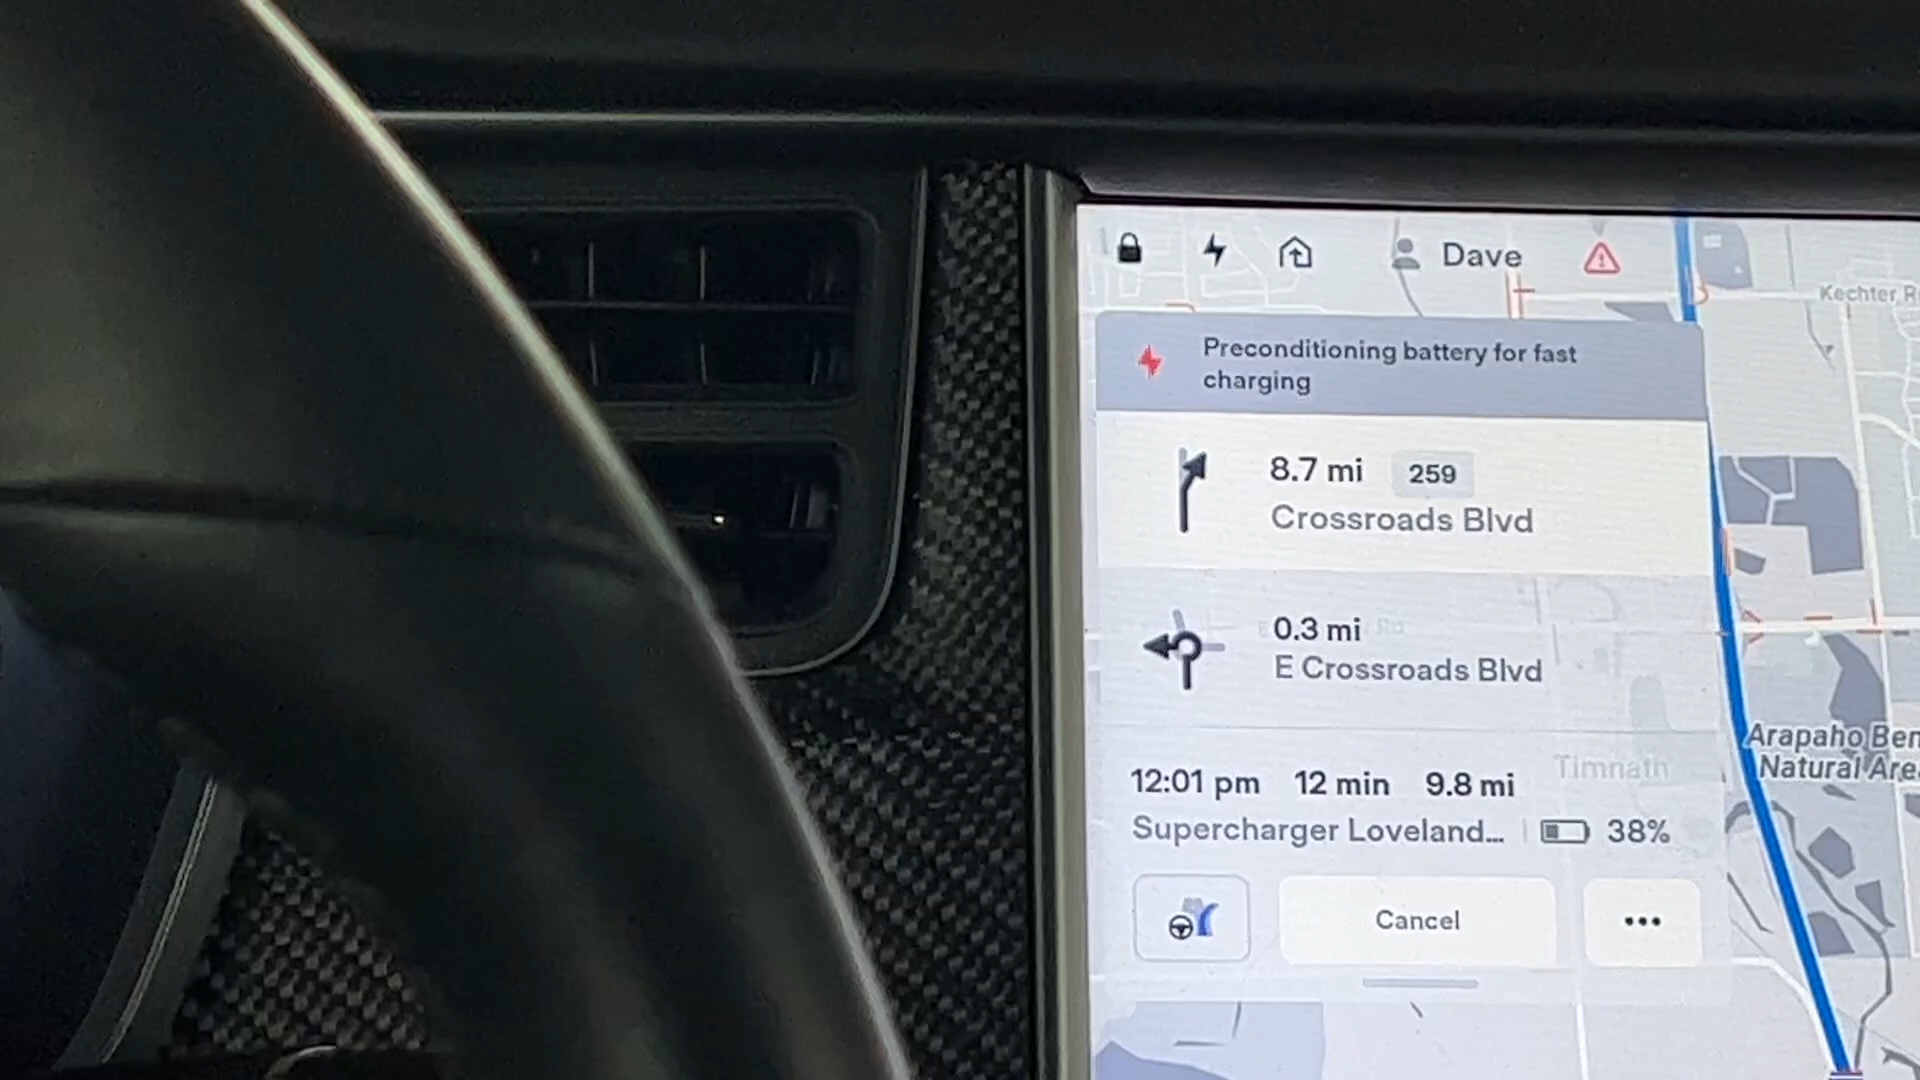 Dave
Kechter R
Preconditioning battery for fast
charging
8.7 mi 259
Crossroads Blvd
0.3 mi
E Crossroads Blvd
Arapaho Ben
Natural Are
Timnath
12:01 pm 12 min 9.8 mi
Supercharger Loveland... 38%
Cancel